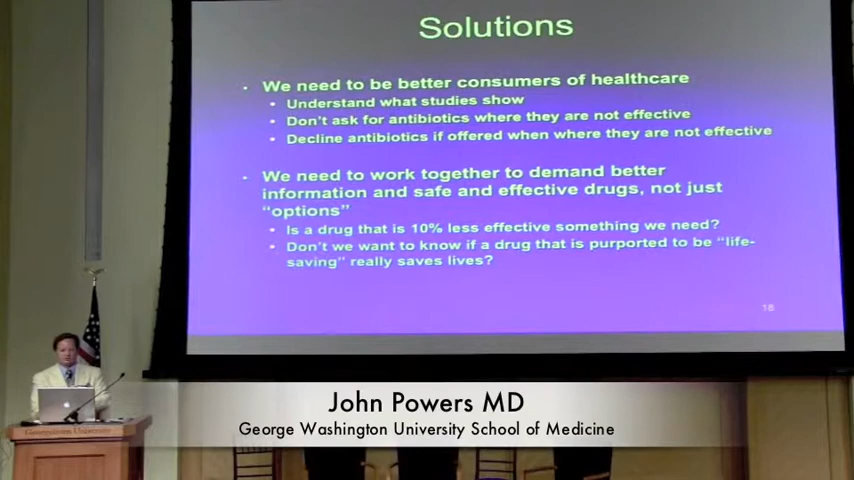 Solutions
• We need to be better consumers of healthcare
• Understand what studies show
• Don't ask for antibiotics where they are not effective
• Decline antibiotics if offered when where they are not effective
• We need to work together to demand better
information and safe and effective drugs, not just
"options"
• Is a drug that is 10% less effective something we need?
• Don't we want to know if a drug that is purported to be "life-
saving" really saves lives?
18
Georgetown University
John Powers MD
George Washington University School of Medicine